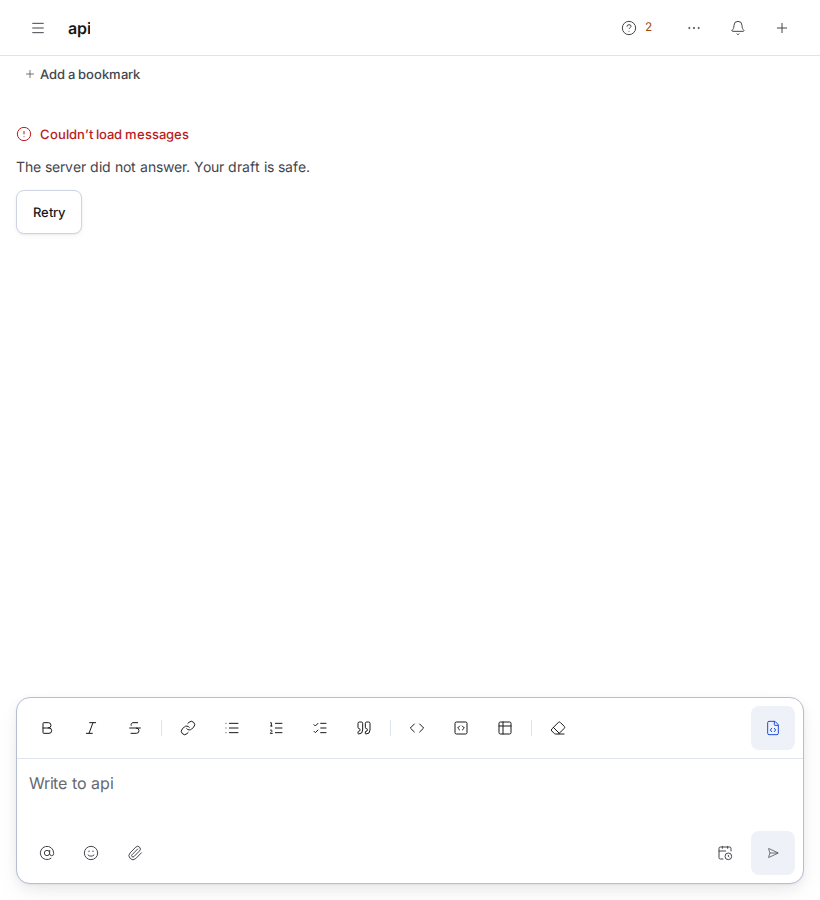 api
2
Add a bookmark
Couldn't load messages
The server did not answer. Your draft is safe.
Retry
Write to api